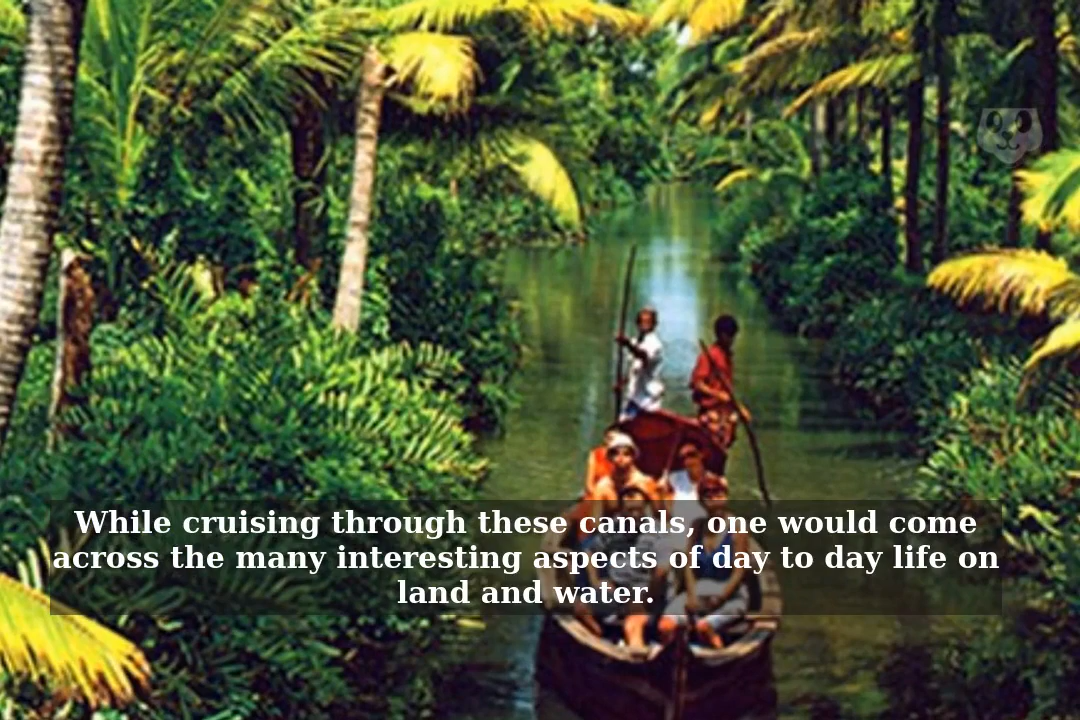 While cruising through these canals, one would come
across the many interesting aspects of day to day life on
land and water.